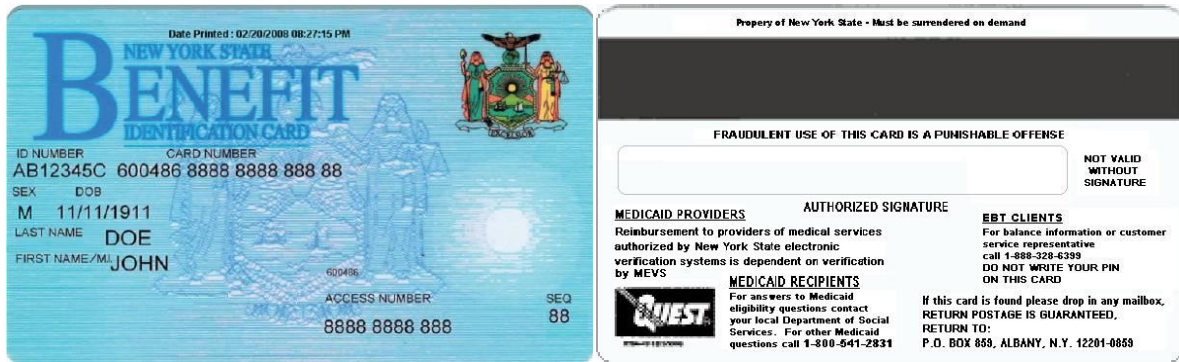 Date Printed : 02/20/2008 08:27:15 PM
NEW YORK STATE
BENEFIT
IDENTIFICATION CARD
EXCELSIOR
ID NUMBER CARD NUMBER
AB12345C 600486 8888 8888 888 88
SEX DOB
M 11/11/1911
LAST NAME DOE
FIRST NAME/M.I. JOHN
600486
ACCESS NUMBER SEQ
8888 8888 888 88
Propery of New York State - Must be surrendered on demand
FRAUDULENT USE OF THIS CARD IS A PUNISHABLE OFFENSE
NOT VALID
WITHOUT
SIGNATURE
AUTHORIZED SIGNATURE
MEDICAID PROVIDERS
Reimbursement to providers of medical services
authorized by New York State electronic
verification systems is dependent on verification
by MEVS
EBT CLIENTS
For balance information or customer
service representative
call 1-888-328-6399
DO NOT WRITE YOUR PIN
ON THIS CARD
QUEST
MEDICAID RECIPIENTS
For answers to Medicaid
eligibility questions contact
your local Department of Social
Services. For other Medicaid
questions call 1-800-541-2831
If this card is found please drop in any mailbox,
RETURN POSTAGE IS GUARANTEED,
RETURN TO:
P.O. BOX 859, ALBANY, N.Y. 12201-0859